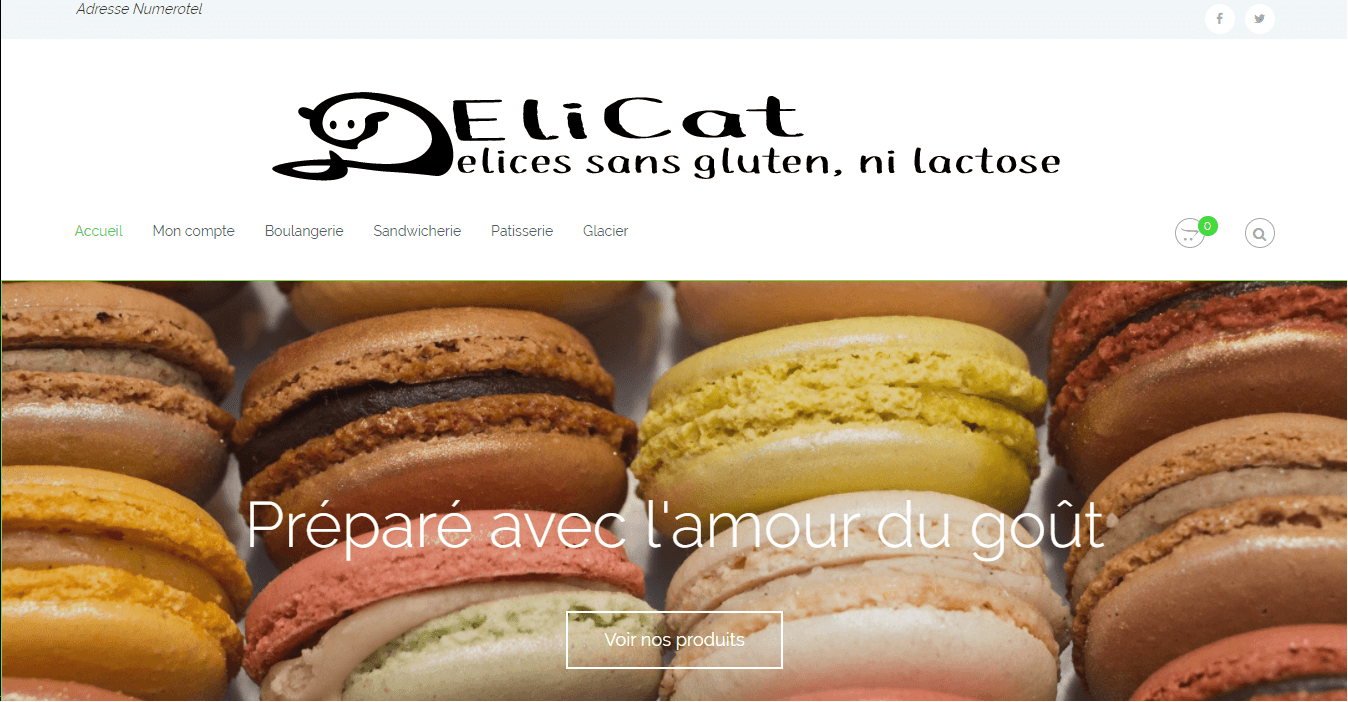 Adresse Numerotel
DEliCat
Delices sans gluten, ni lactose
Accueil Mon compte Boulangerie Sandwicherie Patisserie Glacier 0
Préparé avec l'amour du goût
Voir nos produits